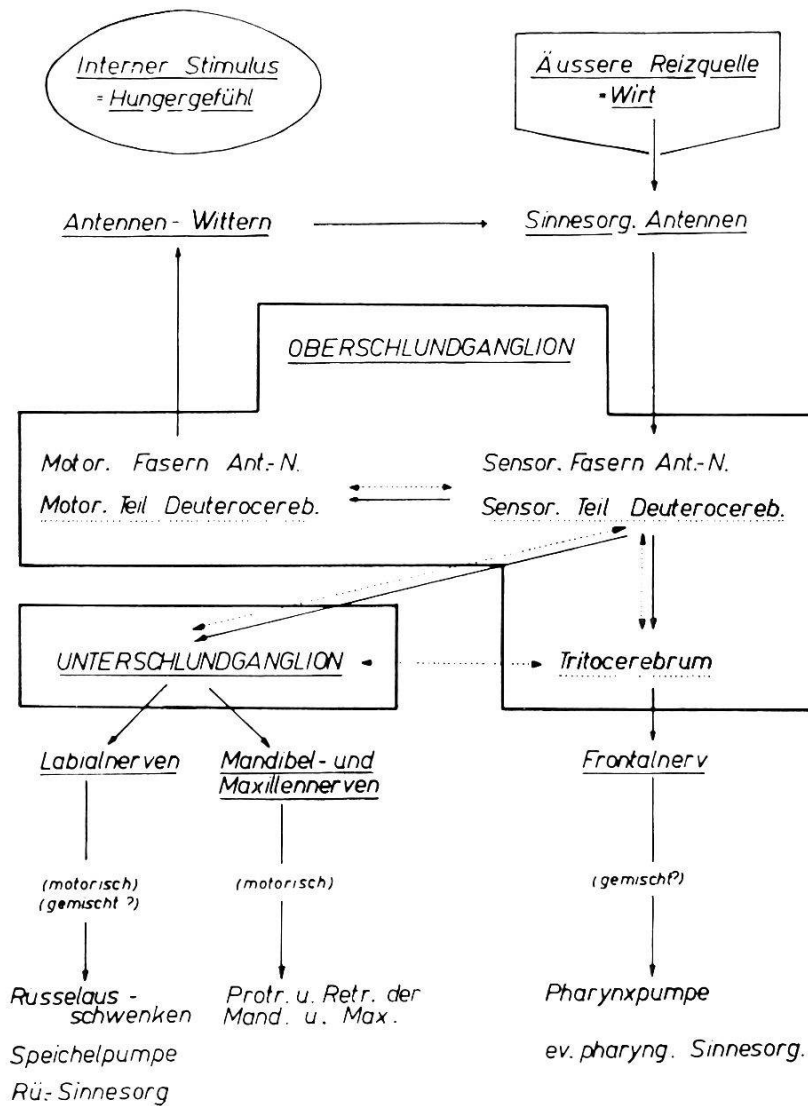 Interner Stimulus
= Hungergefühl
Äussere Reizquelle
= Wirt
Antennen - Wittern
Sinnesorg. Antennen
OBERSCHLUNDGANGLION
Motor. Fasern Ant.-N.
Motor. Teil Deuterocereb.
Sensor. Fasern Ant.-N.
Sensor. Teil Deuterocereb.
UNTERSCHLUNDGANGLION
Tritocerebrum
Labialnerven
Mandibel- und
Maxillennerven
Frontalnerv
(motorisch)
(gemischt ?)
(motorisch)
(gemischt?)
Russelaus -
schwenken
Speichelpumpe
Rü.- Sinnesorg
Protr. u. Retr. der
Mand. u. Max.
Pharynxpumpe
ev. pharyng. Sinnesorg.